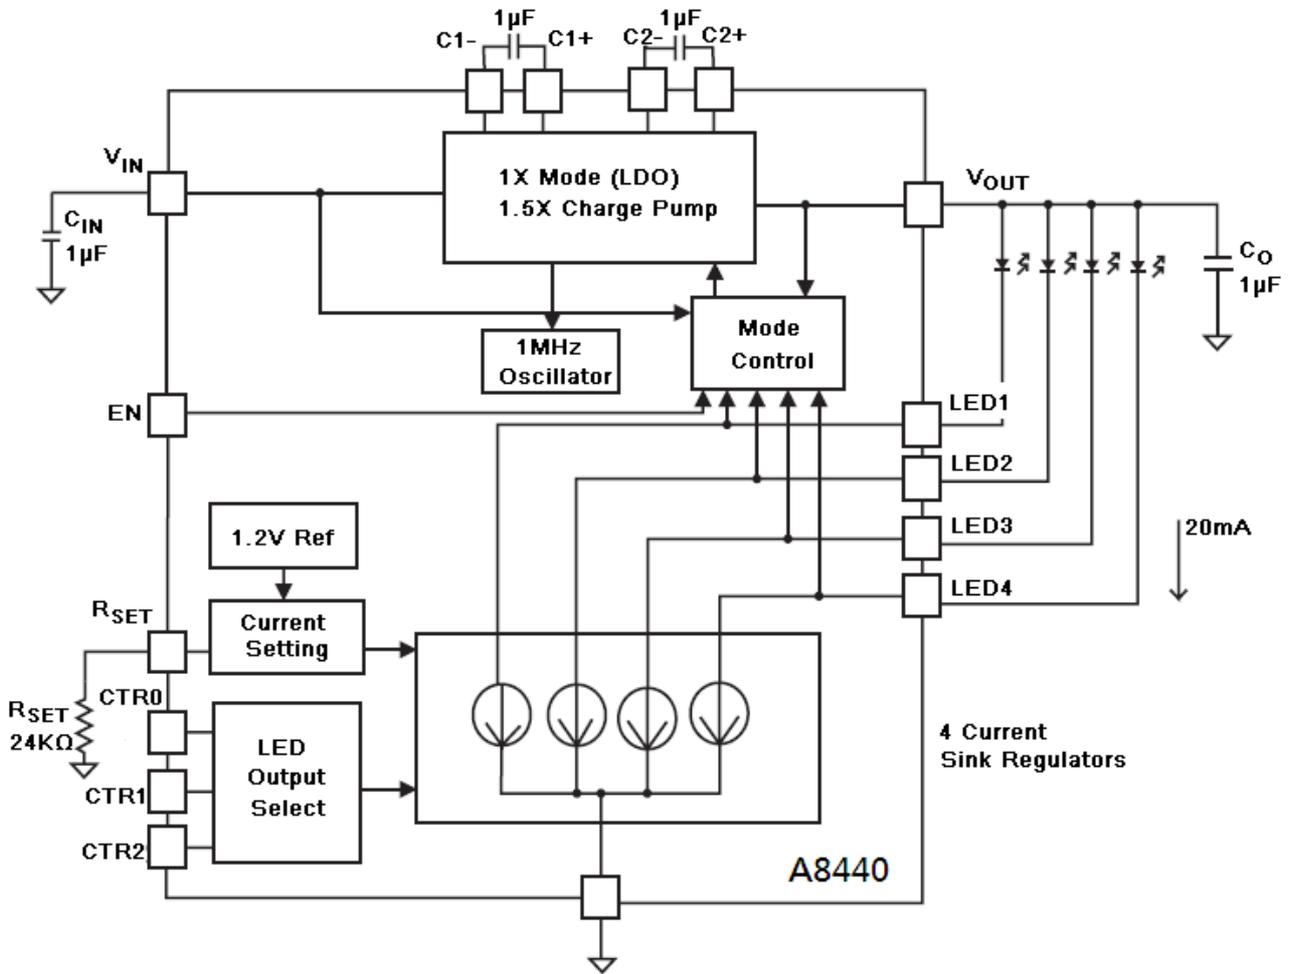 1µF
1µF
C1-
C1+
C2-
C2+
VIN
1X Mode (LDO)
1.5X Charge Pump
VOUT
CIN
1µF
CO
1µF
Mode
Control
1MHz
Oscillator
EN
LED1
LED2
LED3
LED4
20mA
1.2V Ref
RSET
Current
Setting
CTR0
RSET
24KΩ
LED
Output
Select
CTR1
CTR2
4 Current
Sink Regulators
A8440